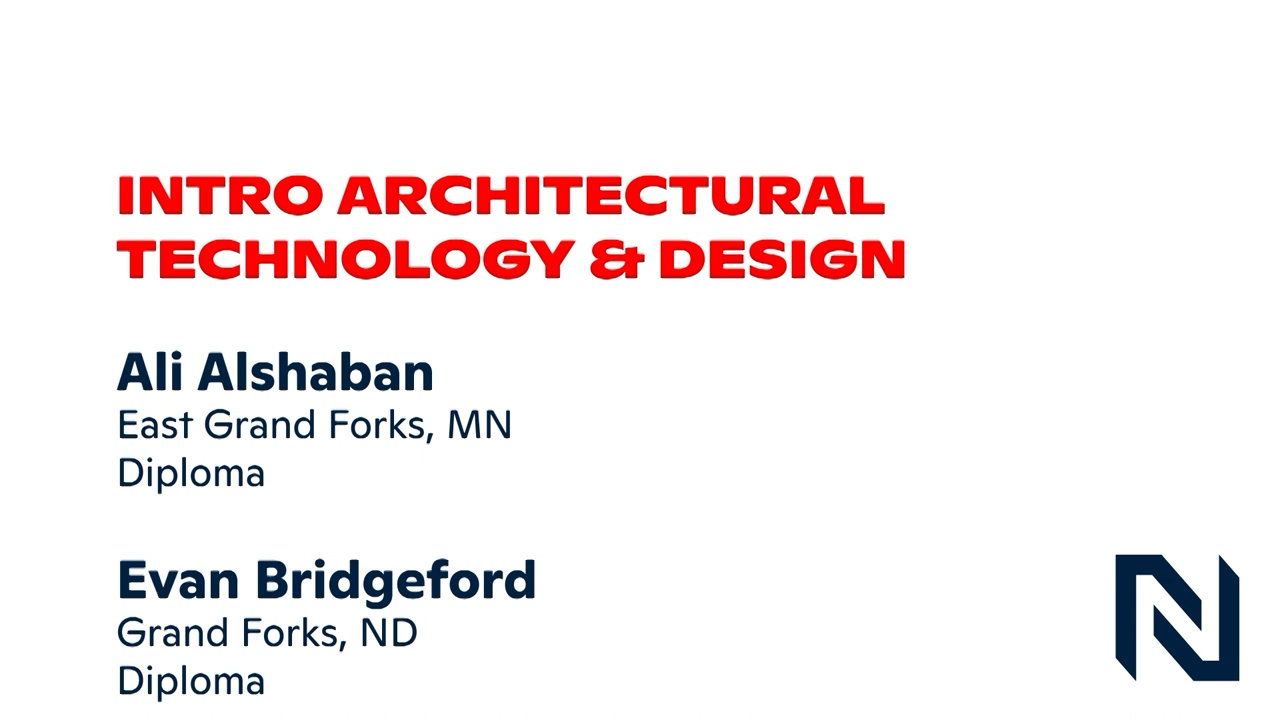 INTRO ARCHITECTURAL
TECHNOLOGY & DESIGN
Ali Alshaban
East Grand Forks, MN
Diploma
Evan Bridgeford
Grand Forks, ND
Diploma
N